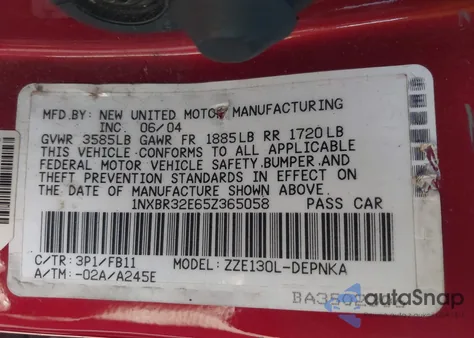 MFD.BY: NEW UNITED MOTOR MANUFACTURING
INC. 06/04
GVWR 3585LB GAWR FR 1885LB RR 1720LB
THIS VEHICLE CONFORMS TO ALL APPLICABLE
FEDERAL MOTOR VEHICLE SAFETY,BUMPER,AND
THEFT PREVENTION STANDARDS IN EFFECT ON
THE DATE OF MANUFACTURE SHOWN ABOVE.
1NXBR32E65Z365058 PASS CAR
C/TR: 3P1/FB11 MODEL: ZZE130L-DEPNKA
A/TM: -02A/A245E
autoSnap